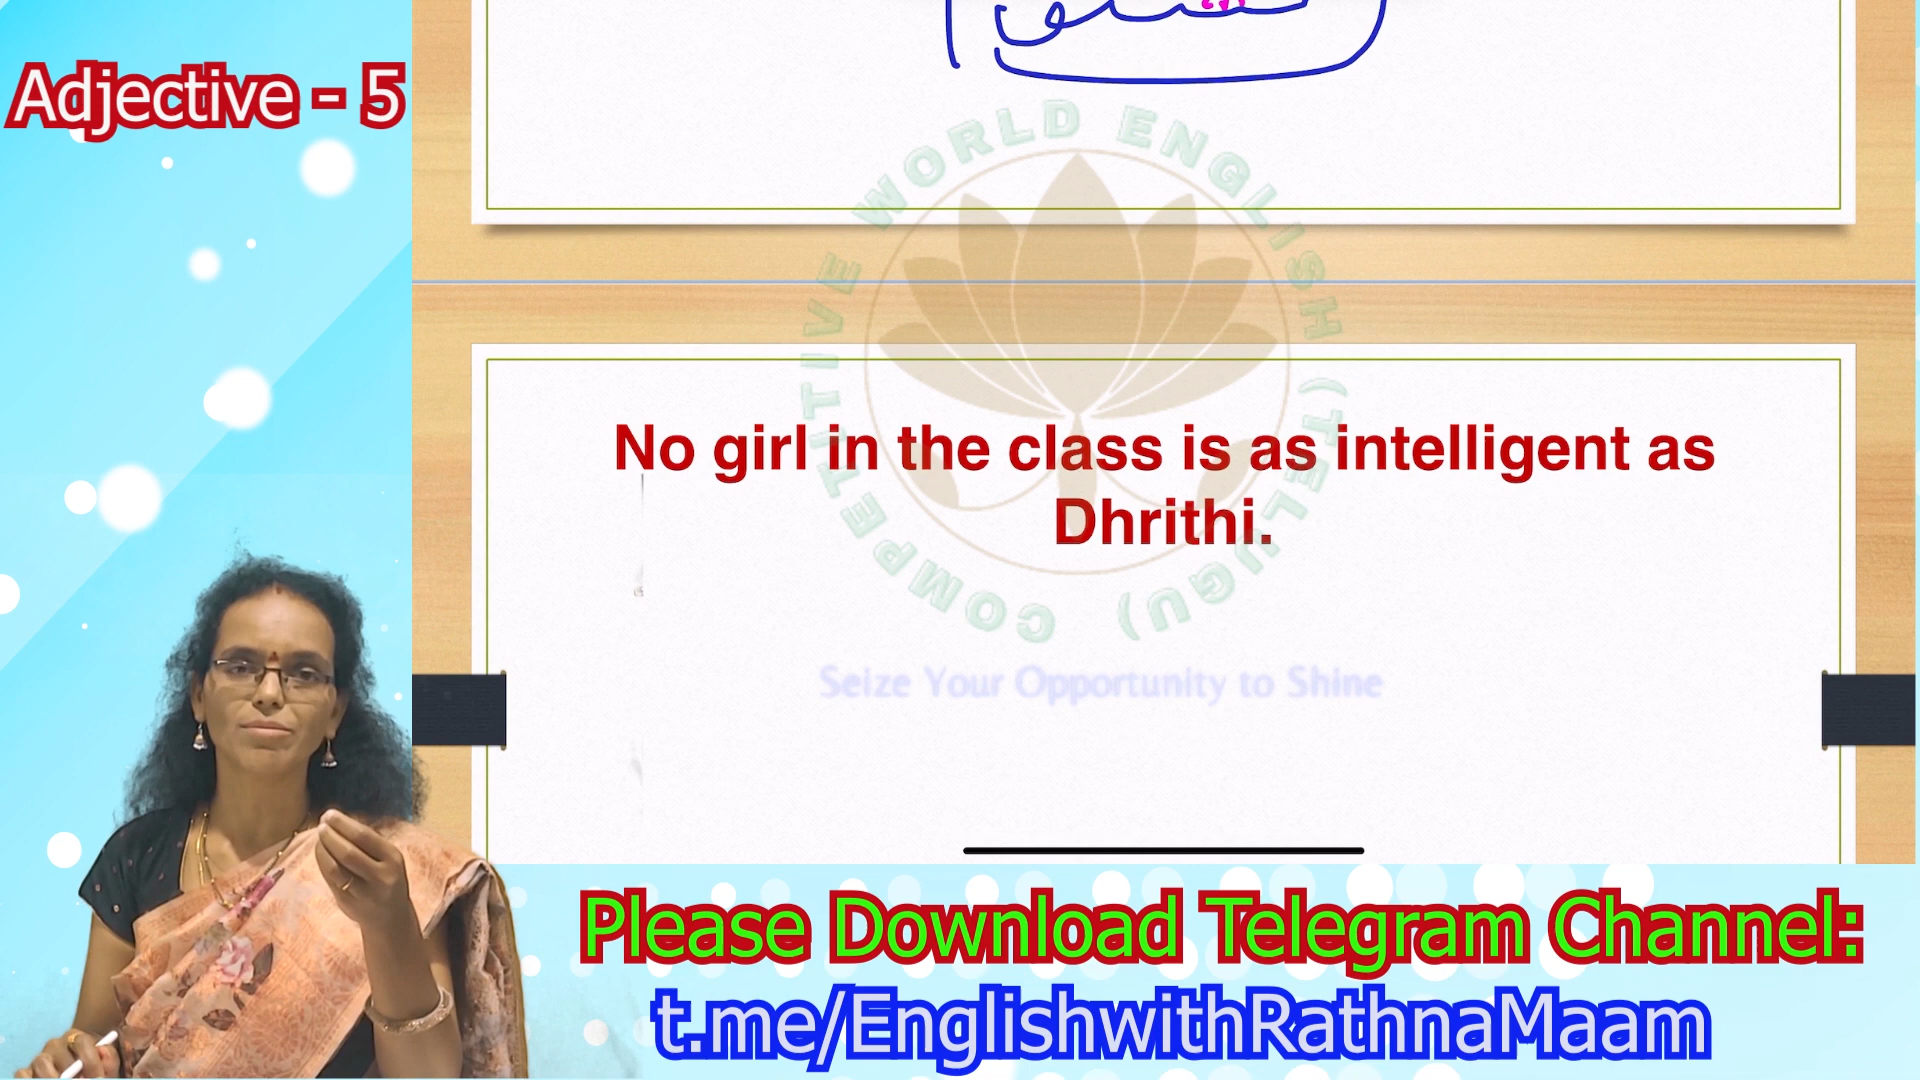 Adjective - 5
COMPETITIVE WORLD ENGLISH (TELUGU)
No girl in the class is as intelligent as
Dhrithi.
Seize Your Opportunity to Shine
Please Download Telegram Channel:
t.me/EnglishwithRathnaMaam